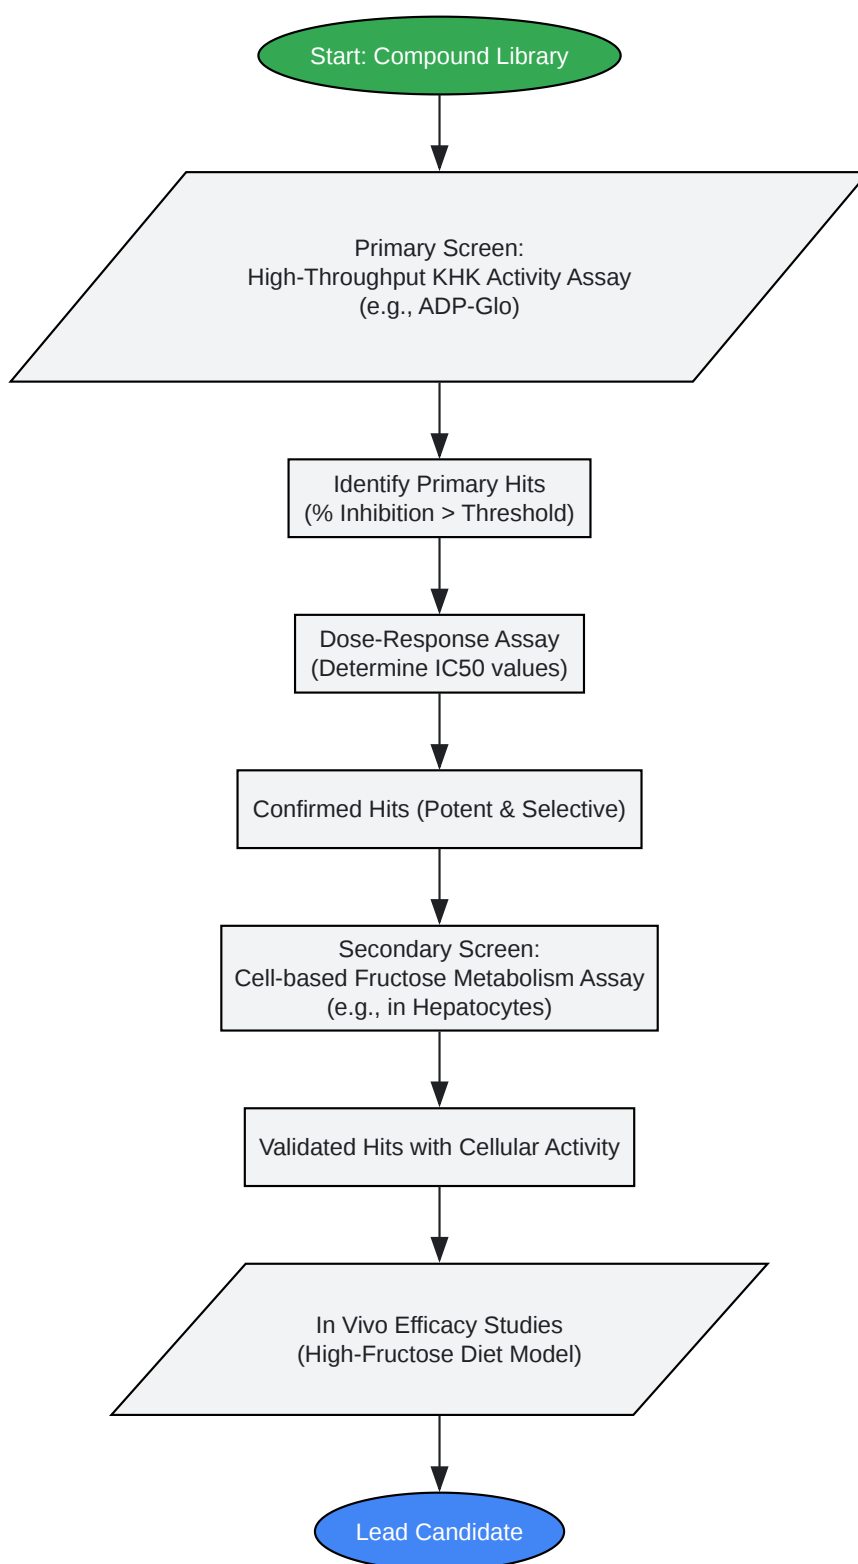 Start: Compound Library
Primary Screen:
High-Throughput KHK Activity Assay
(e.g., ADP-Glo)
Identify Primary Hits
(% Inhibition > Threshold)
Dose-Response Assay
(Determine IC50 values)
Confirmed Hits (Potent & Selective)
Secondary Screen:
Cell-based Fructose Metabolism Assay
(e.g., in Hepatocytes)
Validated Hits with Cellular Activity
In Vivo Efficacy Studies
(High-Fructose Diet Model)
Lead Candidate